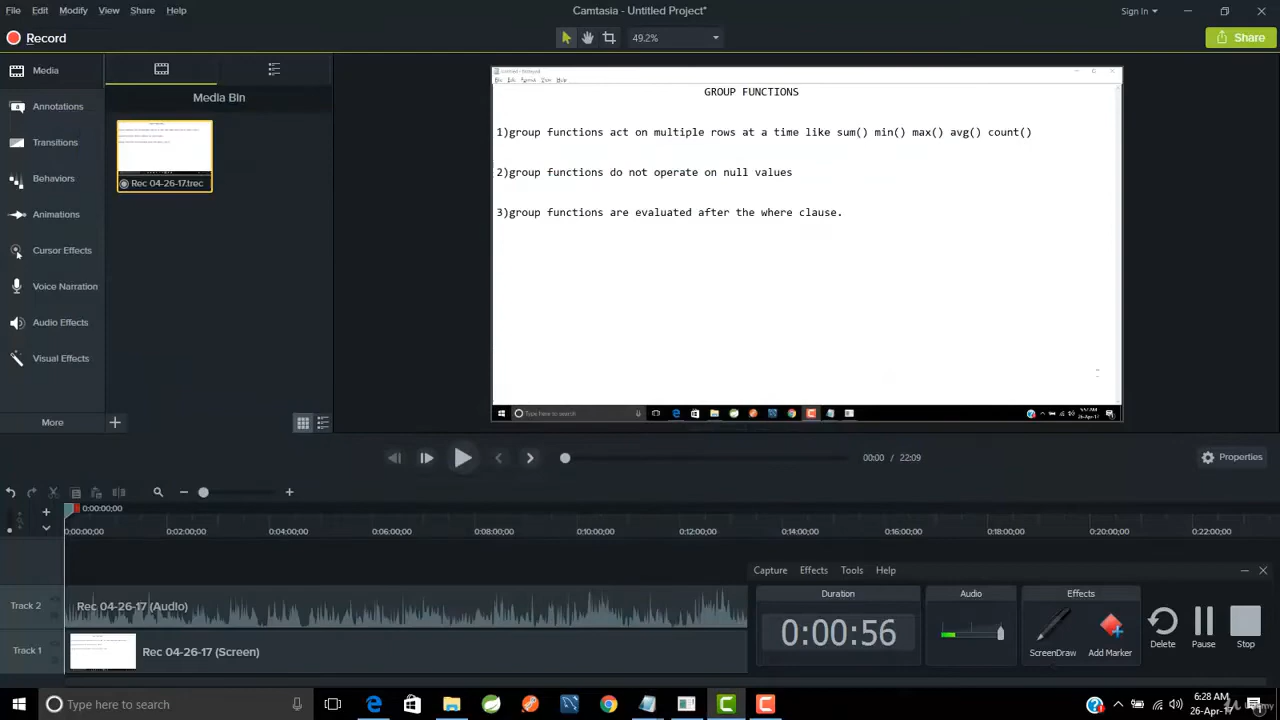 File Edit Modify View Share Help
Camtasia - Untitled Project*
Sign In
Record
49.2%
Share
Media
Annotations
Transitions
Behaviors
Animations
Cursor Effects
Voice Narration
Audio Effects
Visual Effects
More
Media Bin
Rec 04-26-17.trec
GROUP FUNCTIONS
1)group functions act on multiple rows at a time like sum() min() max() avg() count()
2)group functions do not operate on null values
3)group functions are evaluated after the where clause.
Type here to search
00:00 / 22:09
Properties
0:00:00;00
0:00:00;00 0:02:00;00 0:04:00;00 0:06:00;00 0:08:00;00 0:10:00;00 0:12:00;00 0:14:00;00 0:16:00;00 0:18:00;00 0:20:00;00 0:22:00;00
Track 2
Rec 04-26-17 (Audio)
Track 1
Rec 04-26-17 (Screen)
Capture Effects Tools Help
Duration
0:00:56
Audio
Effects
ScreenDraw
Add Marker
Delete
Pause
Stop
Type here to search
6:28 AM
26-Apr-17